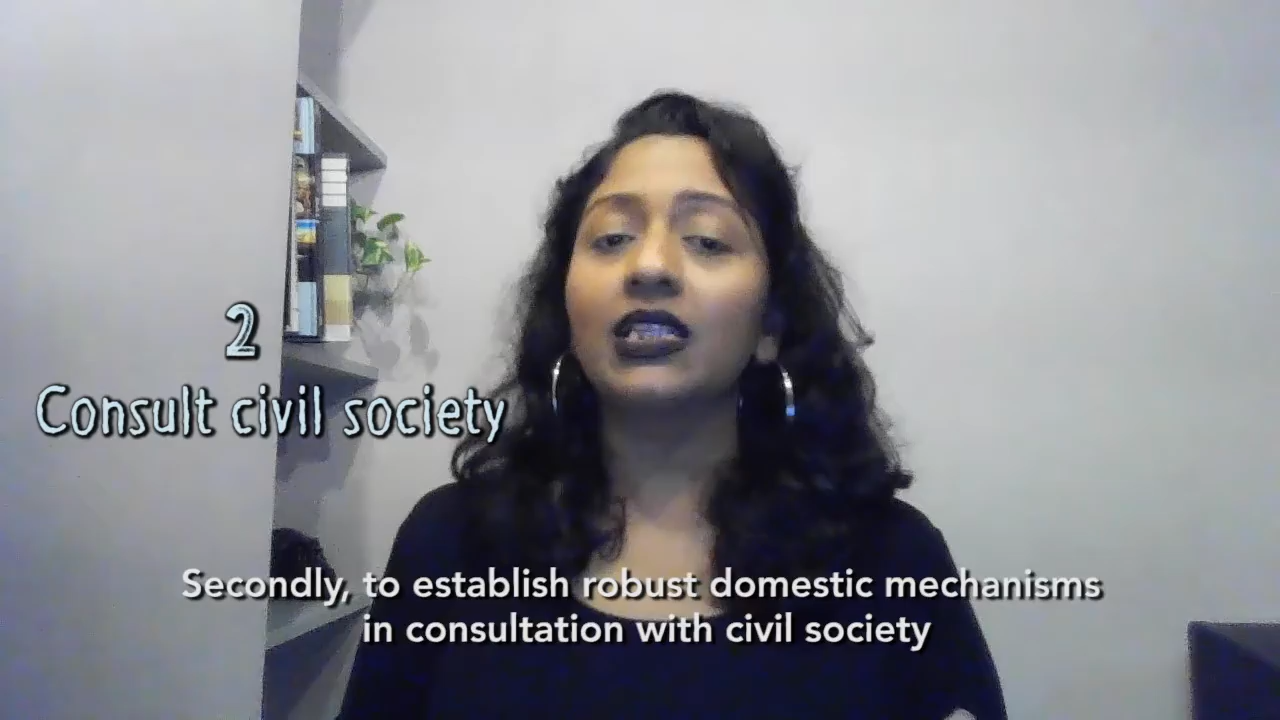 2
Consult civil society
Secondly, to establish robust domestic mechanisms
in consultation with civil society